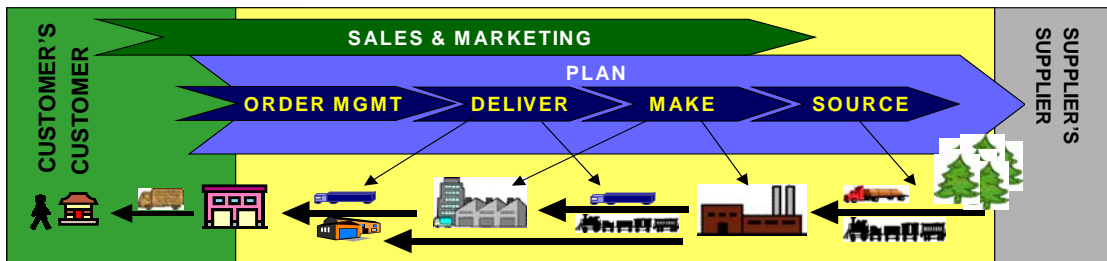 CUSTOMER'S
CUSTOMER
SALES & MARKETING
PLAN
ORDER MGMT
DELIVER
MAKE
SOURCE
SUPPLIER'S
SUPPLIER